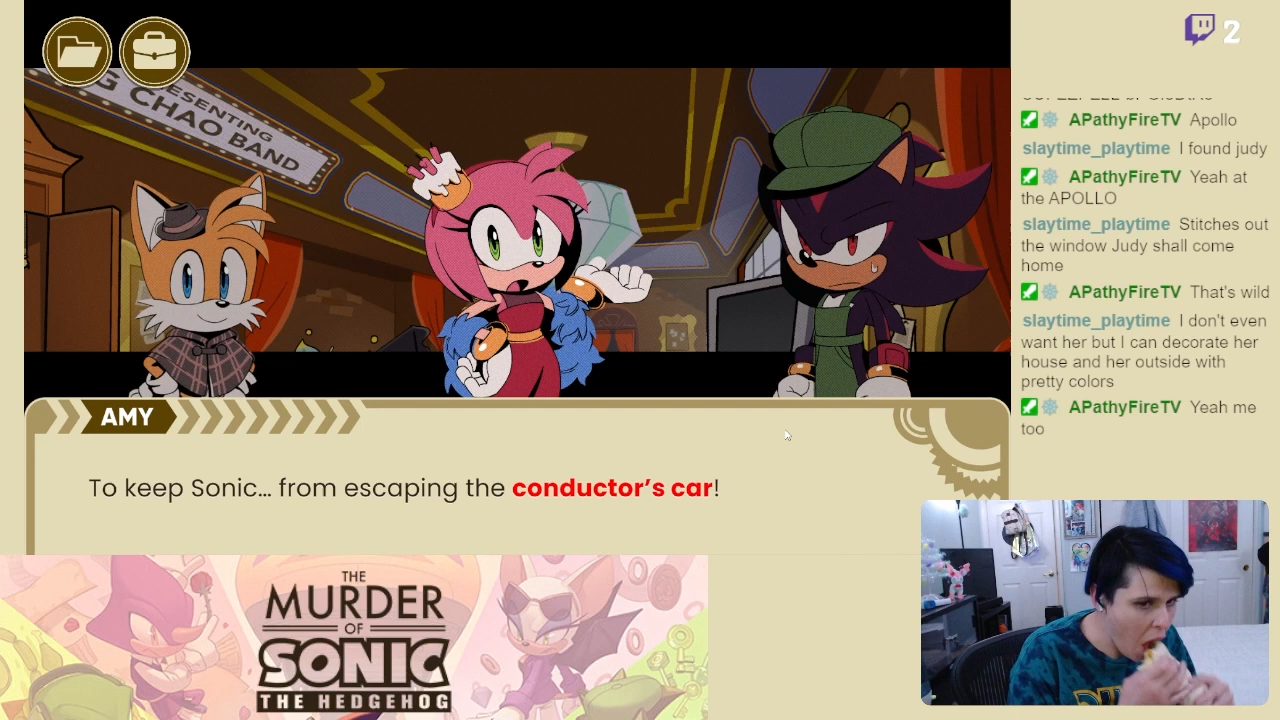 2
APathyFireTV Apollo
slaytime_playtime I found judy
APathyFireTV Yeah at
the APOLLO
slaytime_playtime Stitches out
the window Judy shall come
home
APathyFireTV That's wild
slaytime_playtime I don't even
want her but I can decorate her
house and her outside with
pretty colors
APathyFireTV Yeah me
too
ESENTING
G CHAO BAND
AMY
To keep Sonic... from escaping the conductor's car!
THE
MURDER
OF
SONIC
THE HEDGEHOG